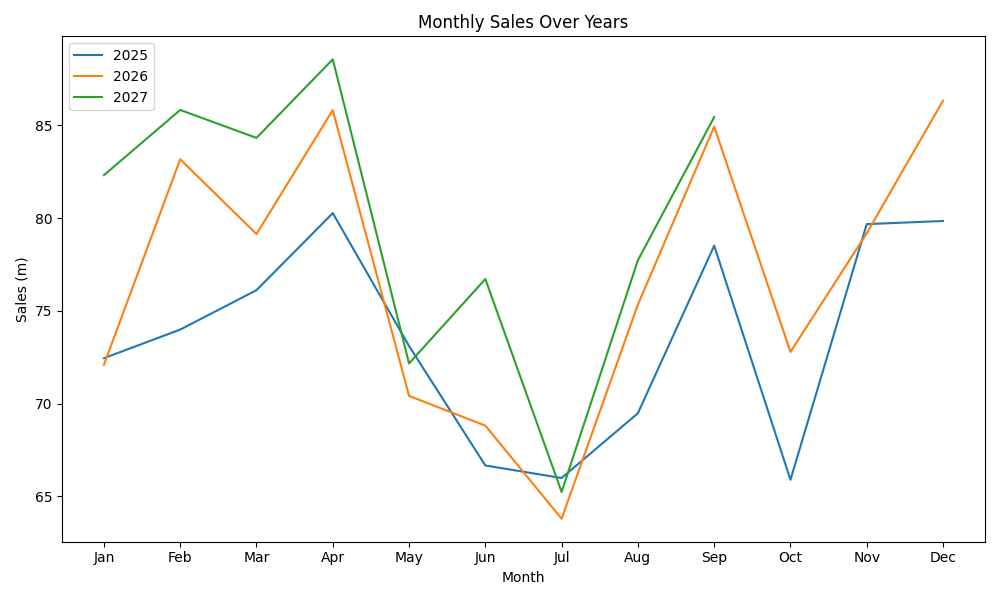 Monthly Sales Over Years
2025
2026
2027
85
80
75
70
65
Sales (m)
Jan Feb Mar Apr May Jun Jul Aug Sep Oct Nov Dec
Month